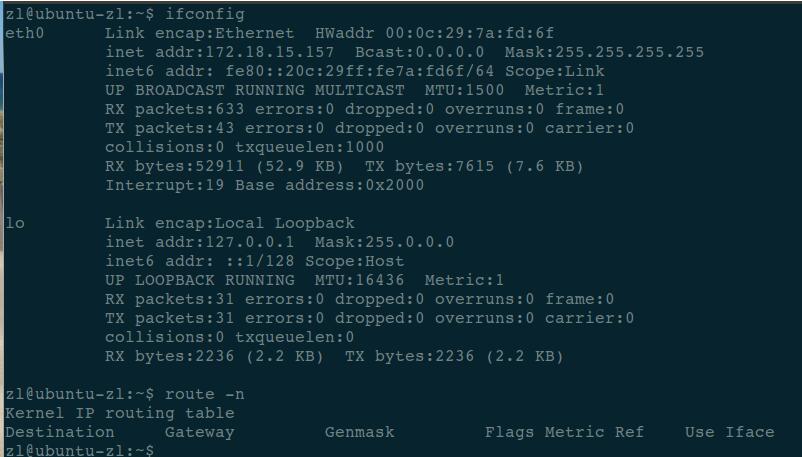 zl@ubuntu-zl:~$ ifconfig
eth0      Link encap:Ethernet  HWaddr 00:0c:29:7a:fd:6f
          inet addr:172.18.15.157  Bcast:0.0.0.0  Mask:255.255.255.255
          inet6 addr: fe80::20c:29ff:fe7a:fd6f/64 Scope:Link
          UP BROADCAST RUNNING MULTICAST  MTU:1500  Metric:1
          RX packets:633 errors:0 dropped:0 overruns:0 frame:0
          TX packets:43 errors:0 dropped:0 overruns:0 carrier:0
          collisions:0 txqueuelen:1000
          RX bytes:52911 (52.9 KB)  TX bytes:7615 (7.6 KB)
          Interrupt:19 Base address:0x2000
lo        Link encap:Local Loopback
          inet addr:127.0.0.1  Mask:255.0.0.0
          inet6 addr: ::1/128 Scope:Host
          UP LOOPBACK RUNNING  MTU:16436  Metric:1
          RX packets:31 errors:0 dropped:0 overruns:0 frame:0
          TX packets:31 errors:0 dropped:0 overruns:0 carrier:0
          collisions:0 txqueuelen:0
          RX bytes:2236 (2.2 KB)  TX bytes:2236 (2.2 KB)
zl@ubuntu-zl:~$ route -n
Kernel IP routing table
Destination     Gateway         Genmask         Flags Metric Ref    Use Iface
zl@ubuntu-zl:~$